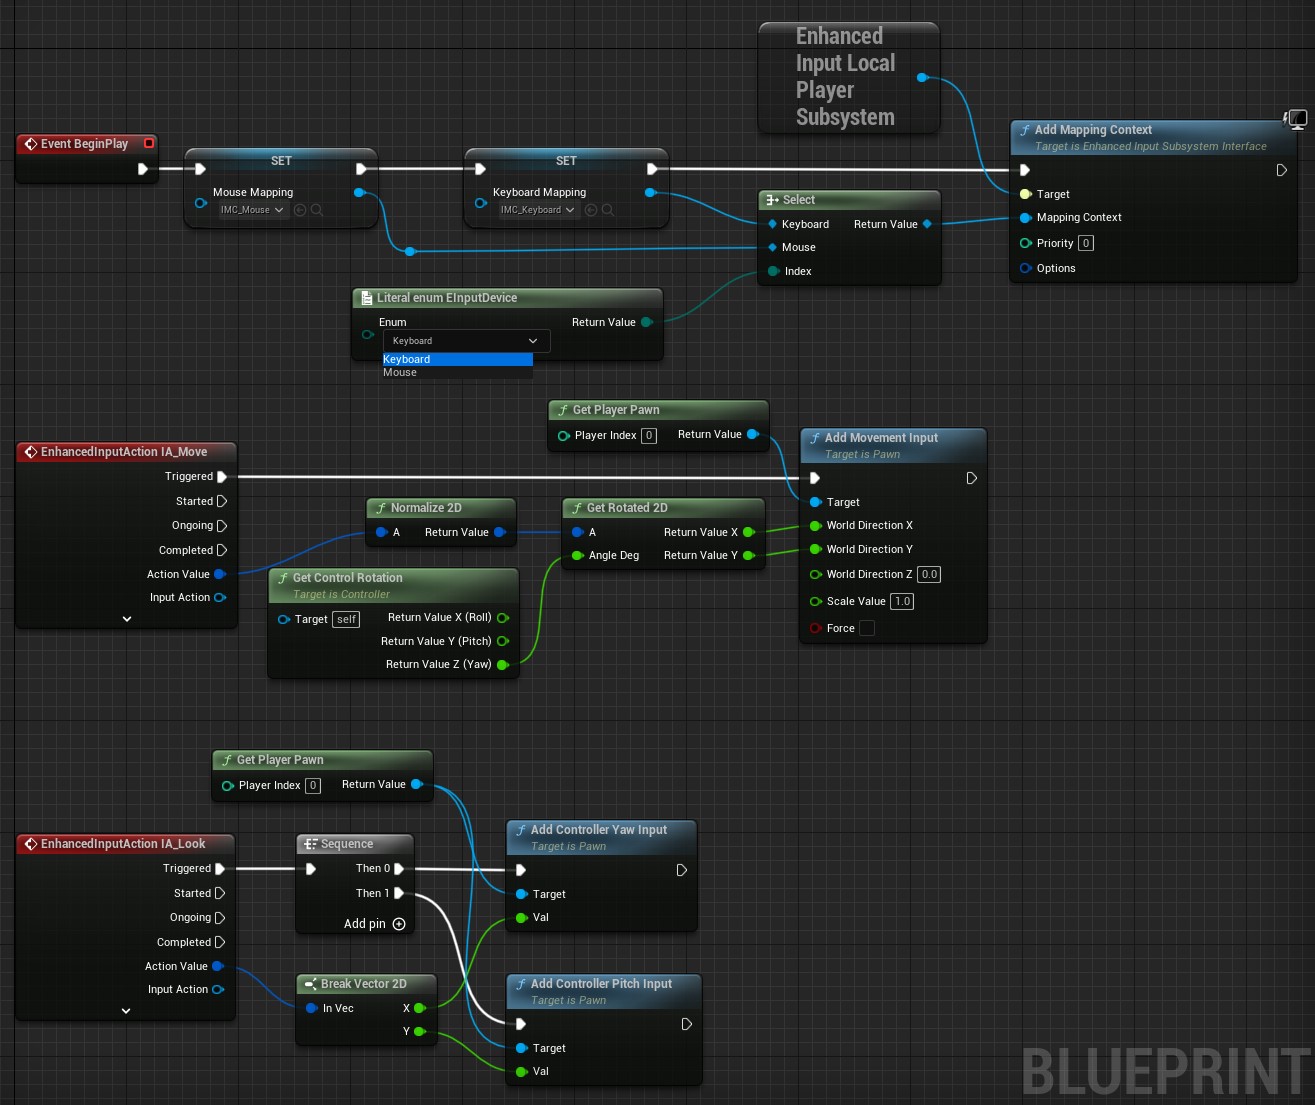 Enhanced
Input Local
Player
Subsystem
Event BeginPlay
SET
Mouse Mapping
IMC_Mouse
SET
Keyboard Mapping
IMC_Keyboard
Select
Keyboard
Return Value
Mouse
Index
Add Mapping Context
Target is Enhanced Input Subsystem Interface
Target
Mapping Context
Priority 0
Options
Literal enum EInputDevice
Enum
Return Value
Keyboard
Keyboard
Mouse
Get Player Pawn
Player Index 0
Return Value
EnhancedInputAction IA_Move
Triggered
Started
Ongoing
Completed
Action Value
Input Action
Normalize 2D
A
Return Value
Get Rotated 2D
A
Return Value X
Angle Deg
Return Value Y
Get Control Rotation
Target is Controller
Target self
Return Value X (Roll)
Return Value Y (Pitch)
Return Value Z (Yaw)
Add Movement Input
Target is Pawn
Target
World Direction X
World Direction Y
World Direction Z 0.0
Scale Value 1.0
Force
Get Player Pawn
Player Index 0
Return Value
EnhancedInputAction IA_Look
Triggered
Started
Ongoing
Completed
Action Value
Input Action
Sequence
Then 0
Then 1
Add pin
Break Vector 2D
In Vec
X
Y
Add Controller Yaw Input
Target is Pawn
Target
Val
Add Controller Pitch Input
Target is Pawn
Target
Val
BLUEPRINT